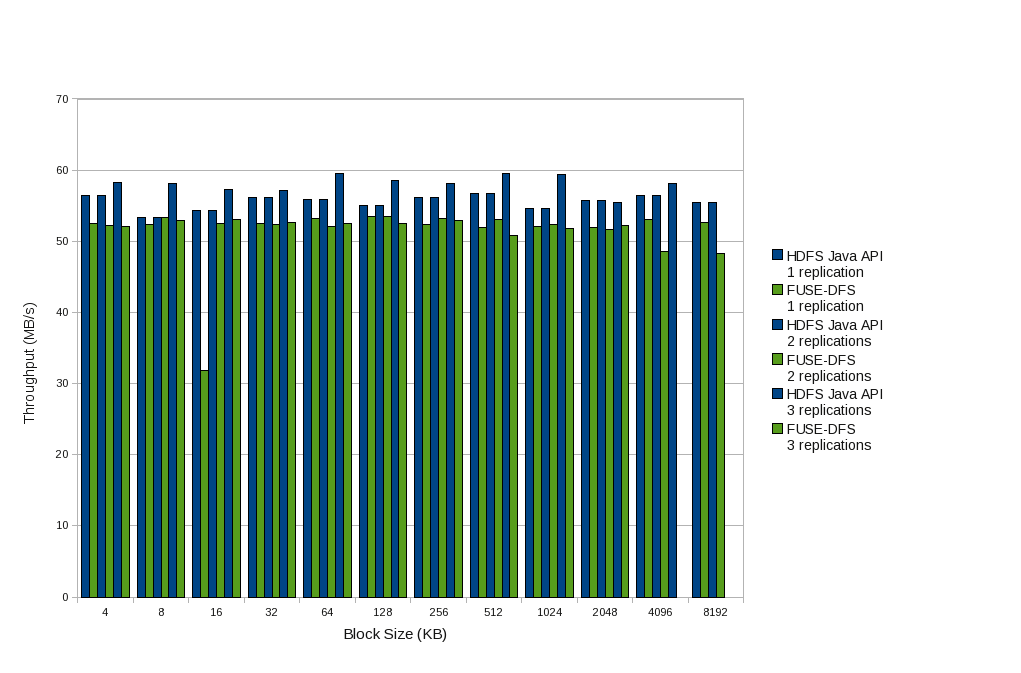 70
60
50
40
30
20
10
0
Throughput (MB/s)
4 8 16 32 64 128 256 512 1024 2048 4096 8192
Block Size (KB)
HDFS Java API
1 replication
FUSE-DFS
1 replication
HDFS Java API
2 replications
FUSE-DFS
2 replications
HDFS Java API
3 replications
FUSE-DFS
3 replications